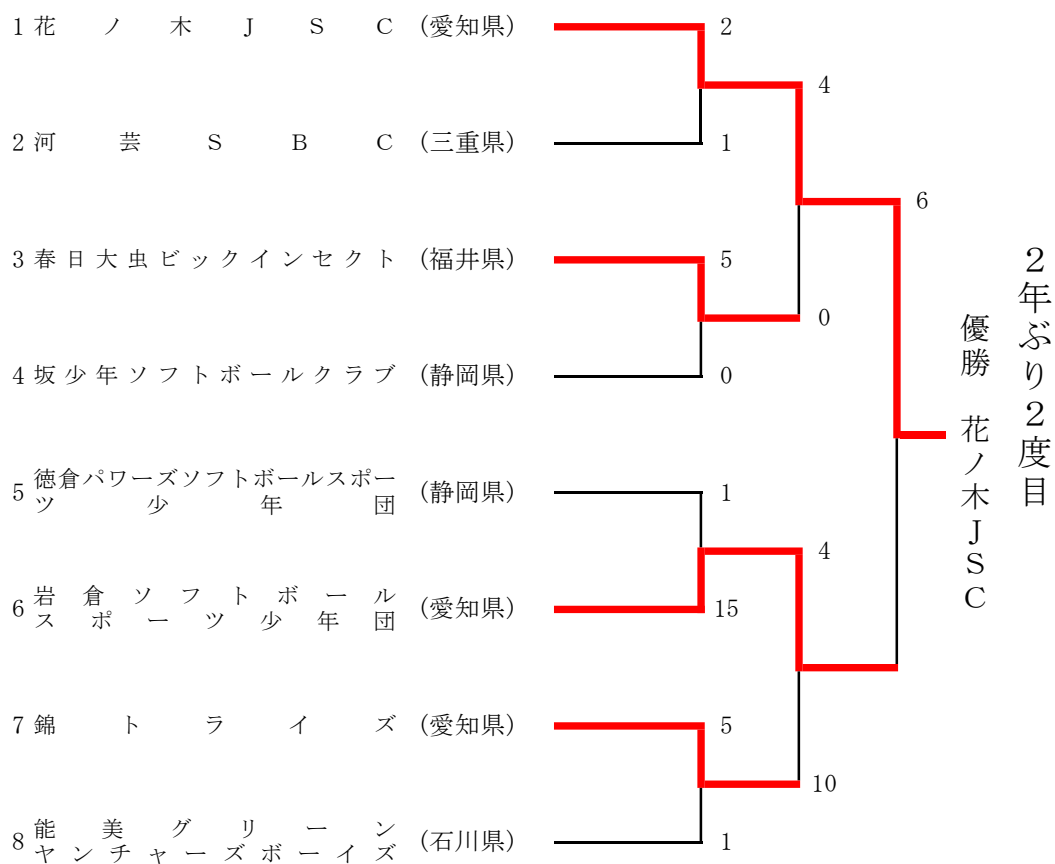 1 花ノ木JSC (愛知県) 2
4
2 河芸SBC (三重県) 1
6
3 春日大虫ビックインセクト (福井県) 5
0
4 坂少年ソフトボールクラブ (静岡県) 0
5 徳倉パワーズソフトボールスポー
ツ少年団 (静岡県) 1
4
6 岩倉ソフトボール
スポーツ少年団 (愛知県) 15
7 錦トライズ (愛知県) 5
10
8 能美グリーン
ヤンチャーズボーイズ (石川県) 1
2年ぶり2度目
優勝 花ノ木JSC